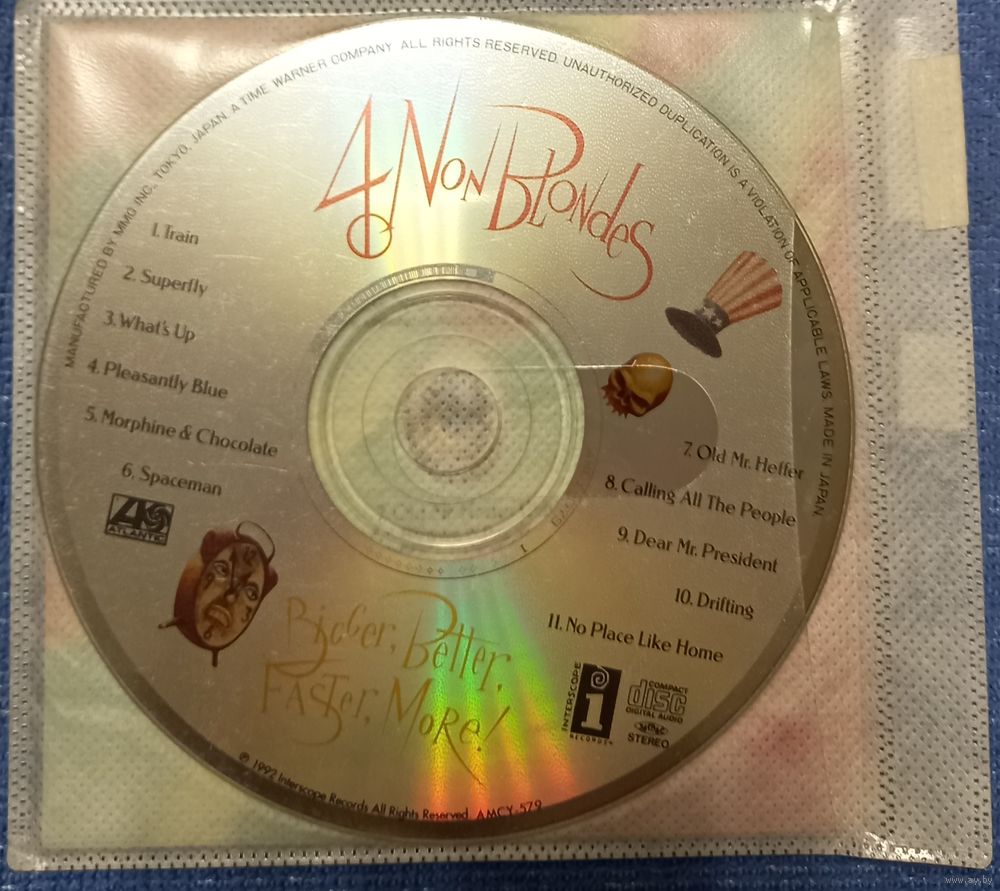 MANUFACTURED BY MMG INC., TOKYO, JAPAN. A TIME WARNER COMPANY ALL RIGHTS RESERVED. UNAUTHORIZED DUPLICATION IS A VIOLATION OF APPLICABLE LAWS. MADE IN JAPAN
4 Non Blondes
1. Train
2. Superfly
3. What's Up
4. Pleasantly Blue
5. Morphine & Chocolate
6. Spaceman
ATLANTIC
7. Old Mr. Heffer
8. Calling All The People
9. Dear Mr. President
10. Drifting
11. No Place Like Home
Bigger, Better,
Faster, More!
INTERSCOPE
RECORDS
COMPACT
disc
DIGITAL AUDIO
STEREO
℗ 1992 Interscope Records All Rights Reserved. AMCY-579
www.ay.by